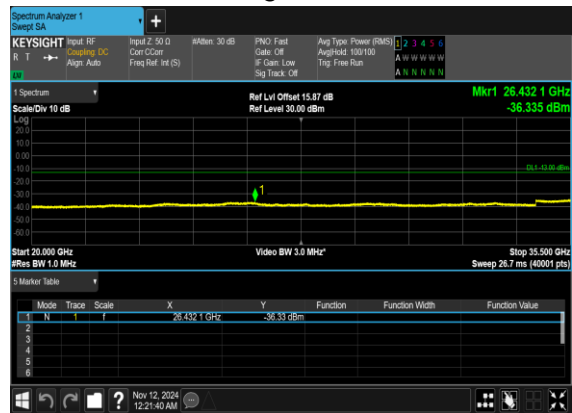 Spectrum Analyzer 1
Swept SA
KEYSIGHT Input: RF Input Z: 50 Ω #Atten: 30 dB PNO: Fast Avg Type: Power (RMS) 1 2 3 4 5 6
R T Coupling: DC Corr CCorr Gate: Off Avg|Hold: 100/100 A W W W W W
Align: Auto Freq Ref: Int (S) IF Gain: Low Trig: Free Run
Sig Track: Off A N N N N N
LXI
1 Spectrum Ref Lvl Offset 15.87 dB Mkr1 26.432 1 GHz
Scale/Div 10 dB Ref Level 30.00 dBm -36.335 dBm
Log
20.0
10.0
0.00
-10.0 DL1 -13.00 dBm
-20.0
-30.0 1
-40.0
-50.0
-60.0
Start 20.000 GHz Video BW 3.0 MHz* Stop 35.500 GHz
#Res BW 1.0 MHz Sweep 26.7 ms (40001 pts)
5 Marker Table
Mode Trace Scale X Y Function Function Width Function Value
1 N 1 f 26.432 1 GHz -36.33 dBm
2
3
4
5
6
? Nov 12, 2024
12:21:40 AM